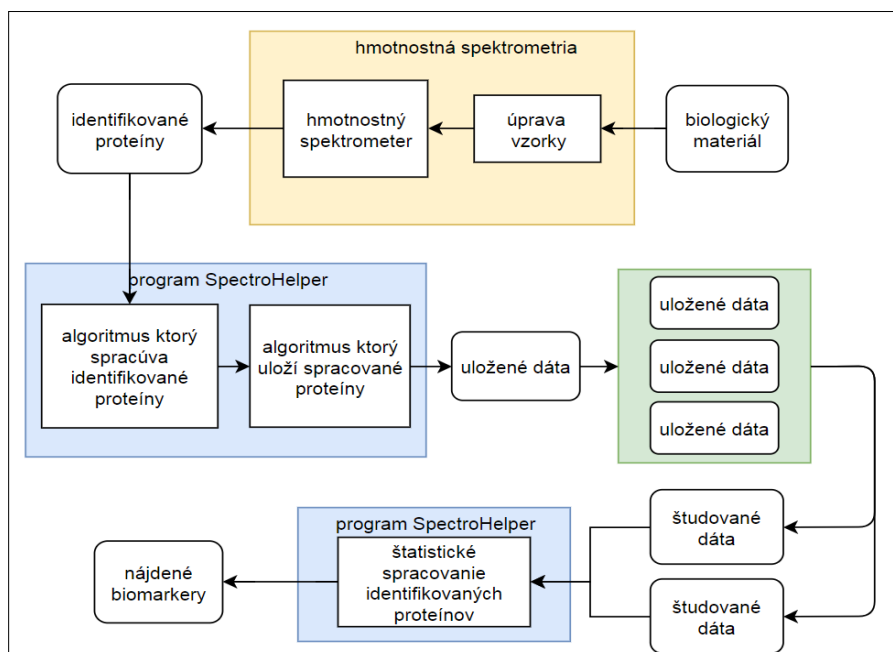 hmotnostná spektrometria
identifikované
proteíny
hmotnostný
spektrometer
úprava
vzorky
biologický
materiál
program SpectroHelper
algoritmus ktorý
spracúva
identifikované
proteíny
algoritmus ktorý
uloží spracované
proteíny
uložené dáta
uložené dáta
uložené dáta
uložené dáta
študované
dáta
študované
dáta
program SpectroHelper
štatistické
spracovanie
identifikovaných
proteínov
nájdené
biomarkery